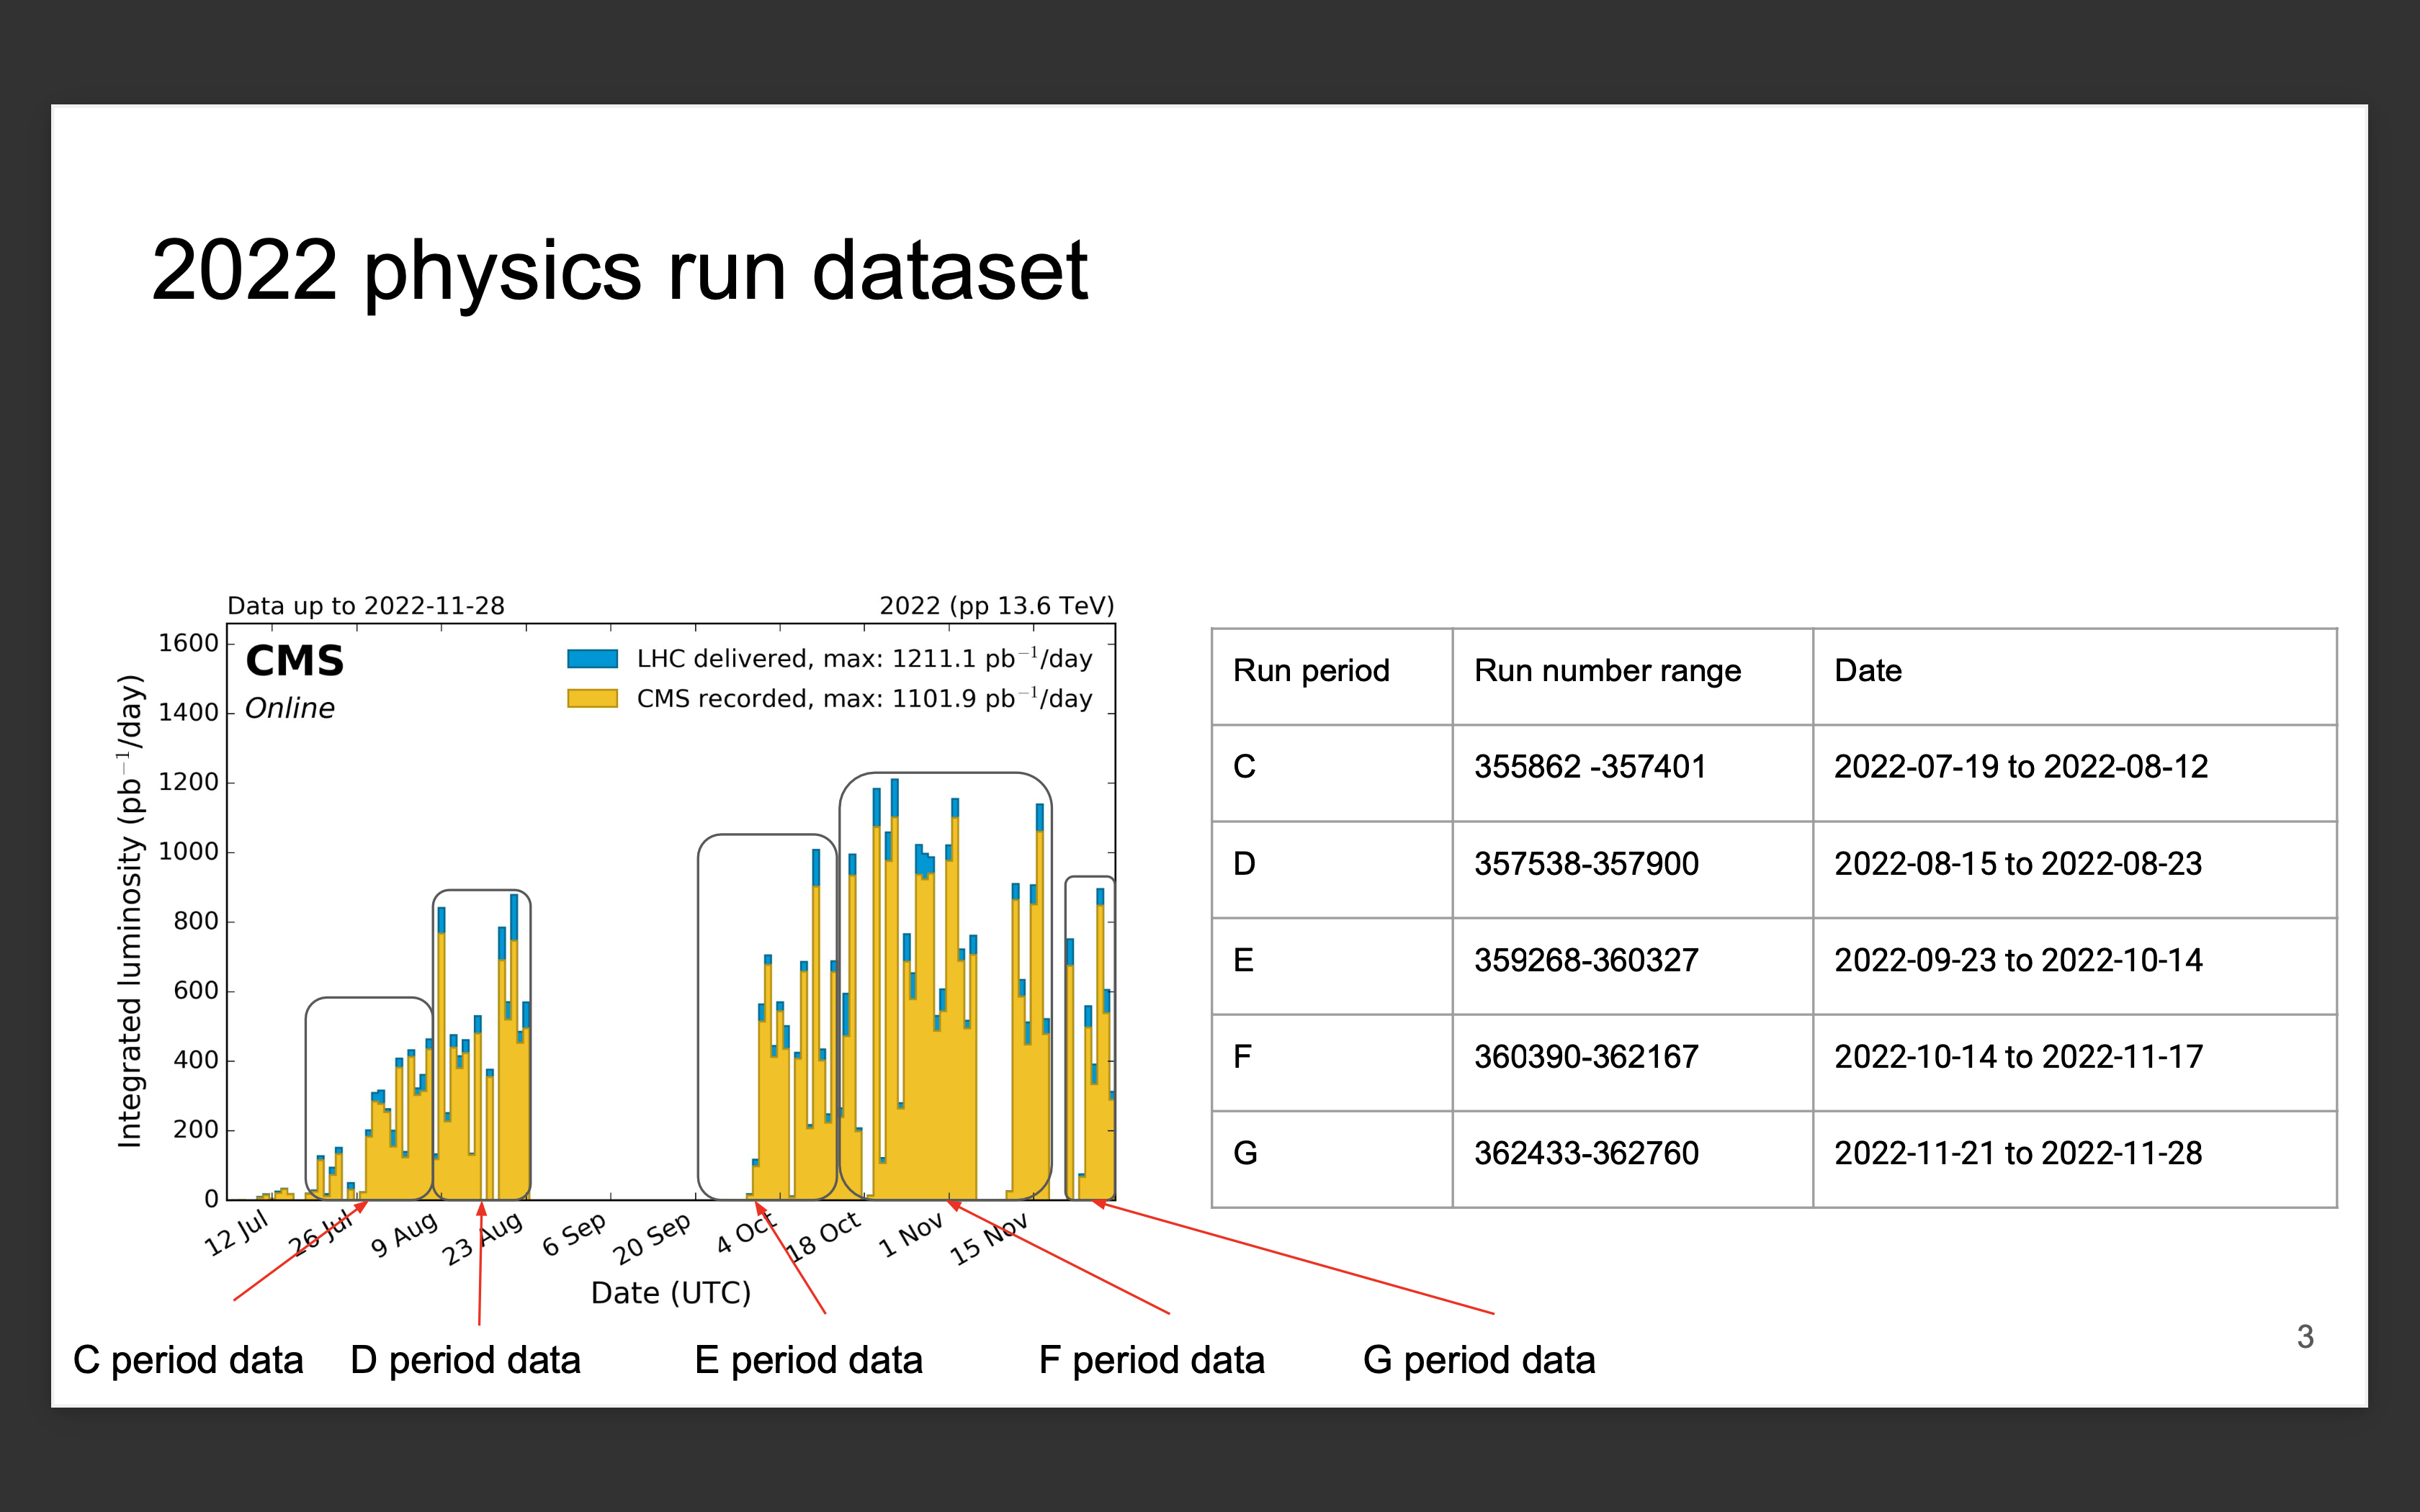 2022 physics run dataset
Data up to 2022-11-28
2022 (pp 13.6 TeV)
CMS
Online
LHC delivered, max: 1211.1 pb⁻¹/day
CMS recorded, max: 1101.9 pb⁻¹/day
Integrated luminosity (pb⁻¹/day)
1600
1400
1200
1000
800
600
400
200
0
12 Jul
26 Jul
9 Aug
23 Aug
6 Sep
20 Sep
4 Oct
18 Oct
1 Nov
15 Nov
Date (UTC)
C period data
D period data
E period data
F period data
G period data
Run period Run number range Date
C 355862 -357401 2022-07-19 to 2022-08-12
D 357538-357900 2022-08-15 to 2022-08-23
E 359268-360327 2022-09-23 to 2022-10-14
F 360390-362167 2022-10-14 to 2022-11-17
G 362433-362760 2022-11-21 to 2022-11-28
3